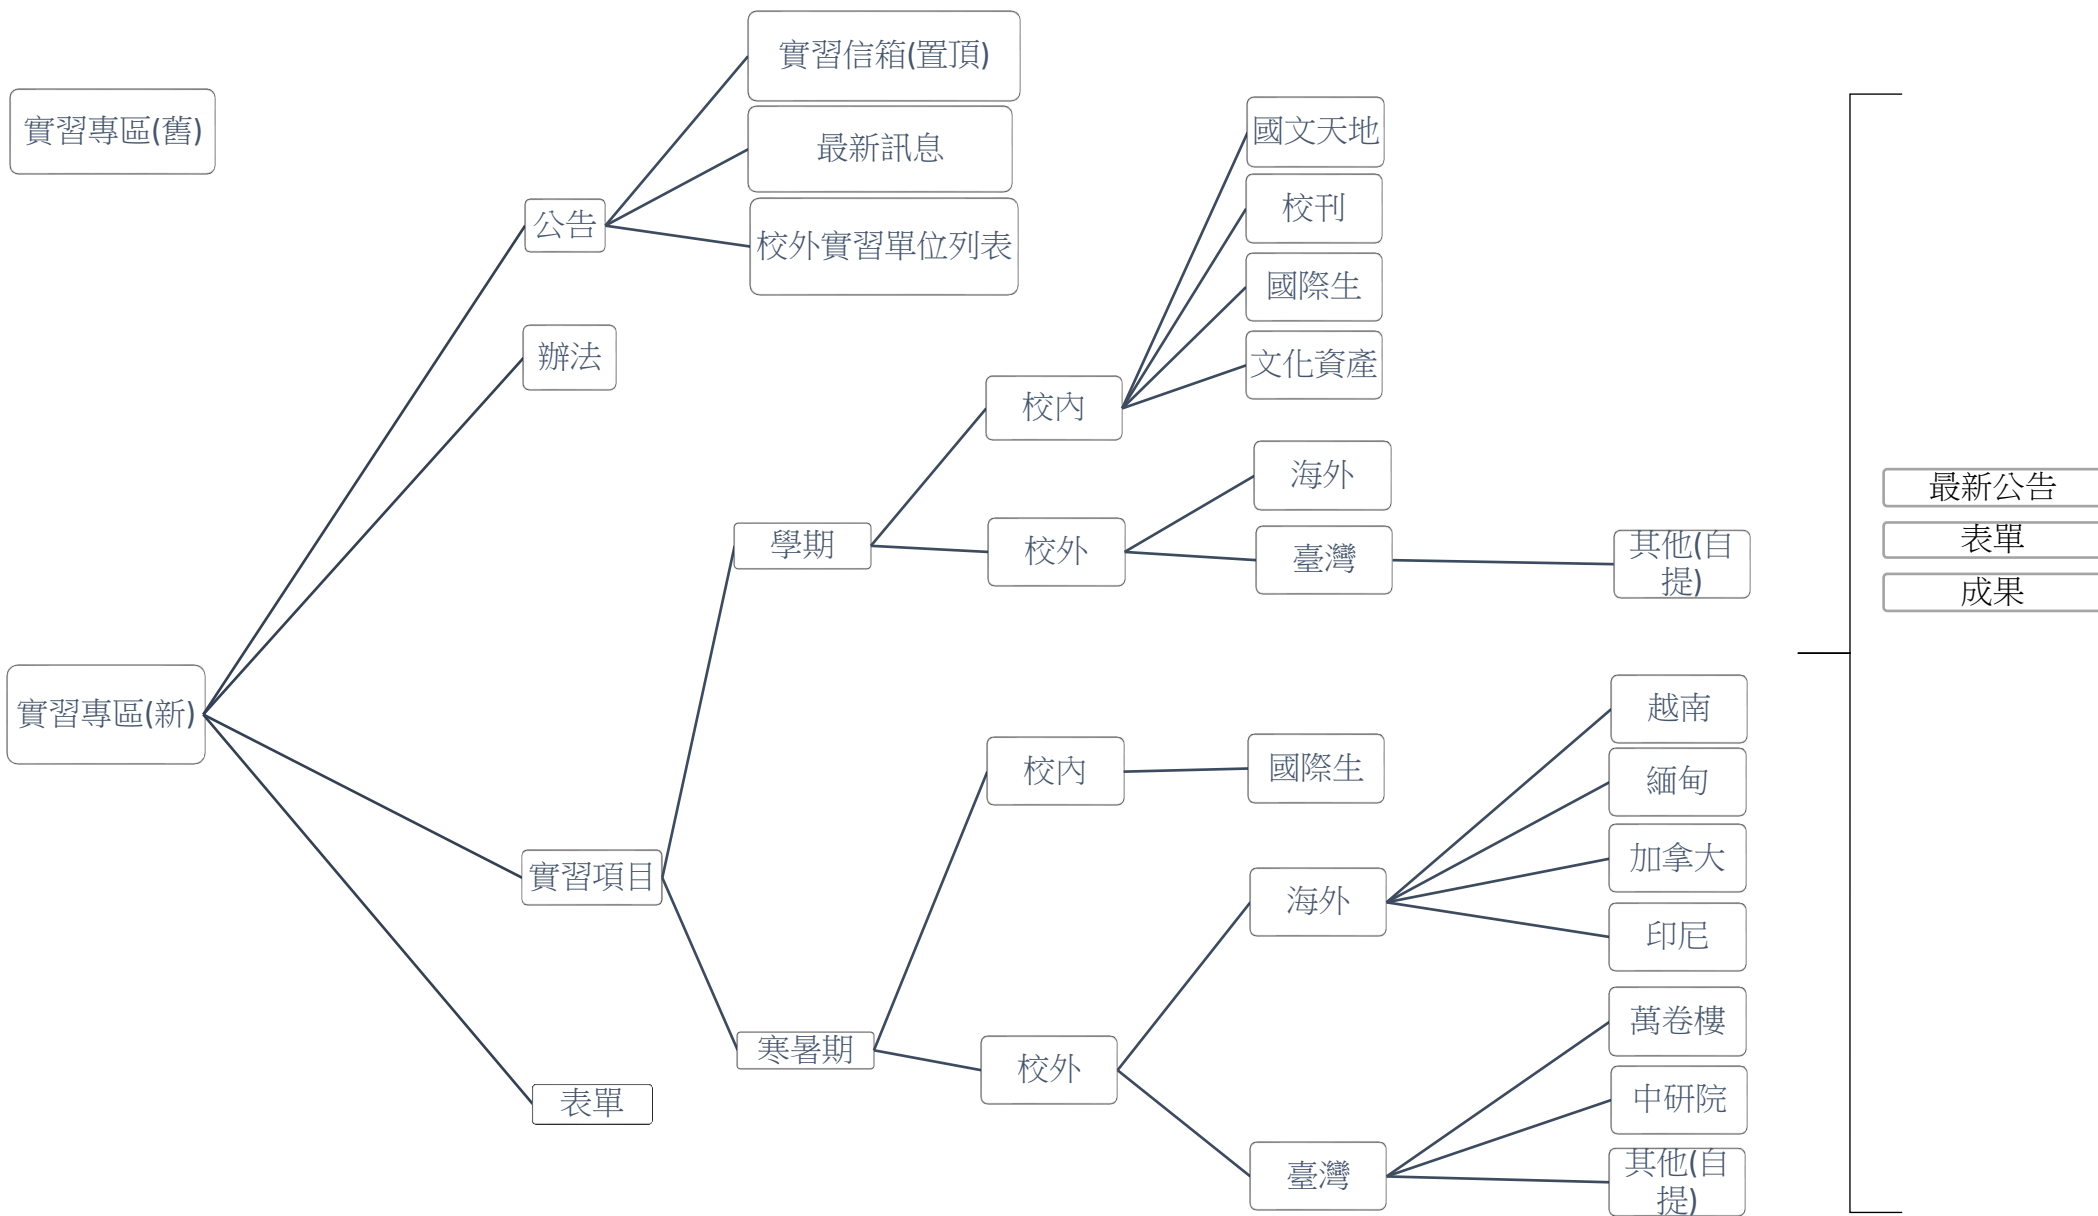 實習專區(舊)
實習專區(新)
公告
實習信箱(置頂)
最新訊息
校外實習單位列表
辦法
實習項目
學期
校內
國文天地
校刊
國際生
文化資產
校外
海外
臺灣
其他(自
提)
寒暑期
校內
國際生
校外
海外
越南
緬甸
加拿大
印尼
臺灣
萬卷樓
中研院
其他(自
提)
表單
最新公告
表單
成果